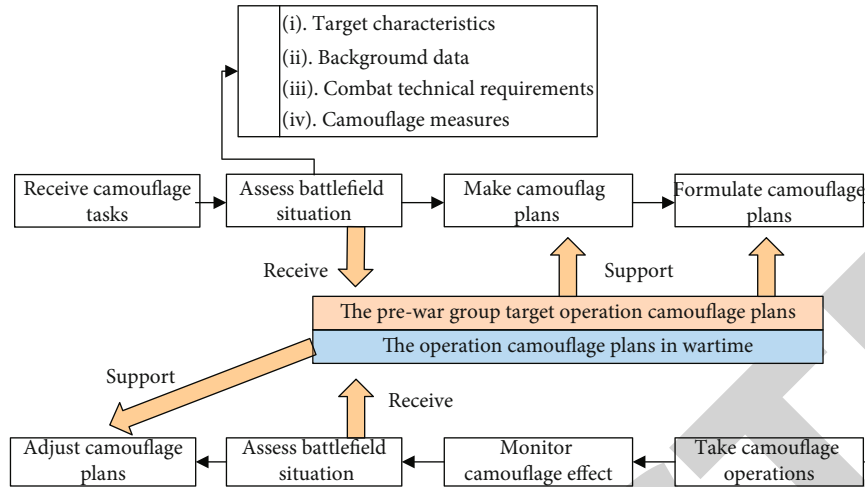 (i). Target characteristics
(ii). Background data
(iii). Combat technical requirements
(iv). Camouflage measures
Receive camouflage
tasks
Assess battlefield
situation
Make camouflag
plans
Formulate camouflage
plans
Receive
Support
The pre-war group target operation camouflage plans
The operation camouflage plans in wartime
Support
Receive
Adjust camouflage
plans
Assess battlefield
situation
Monitor
camouflage effect
Take camouflage
operations